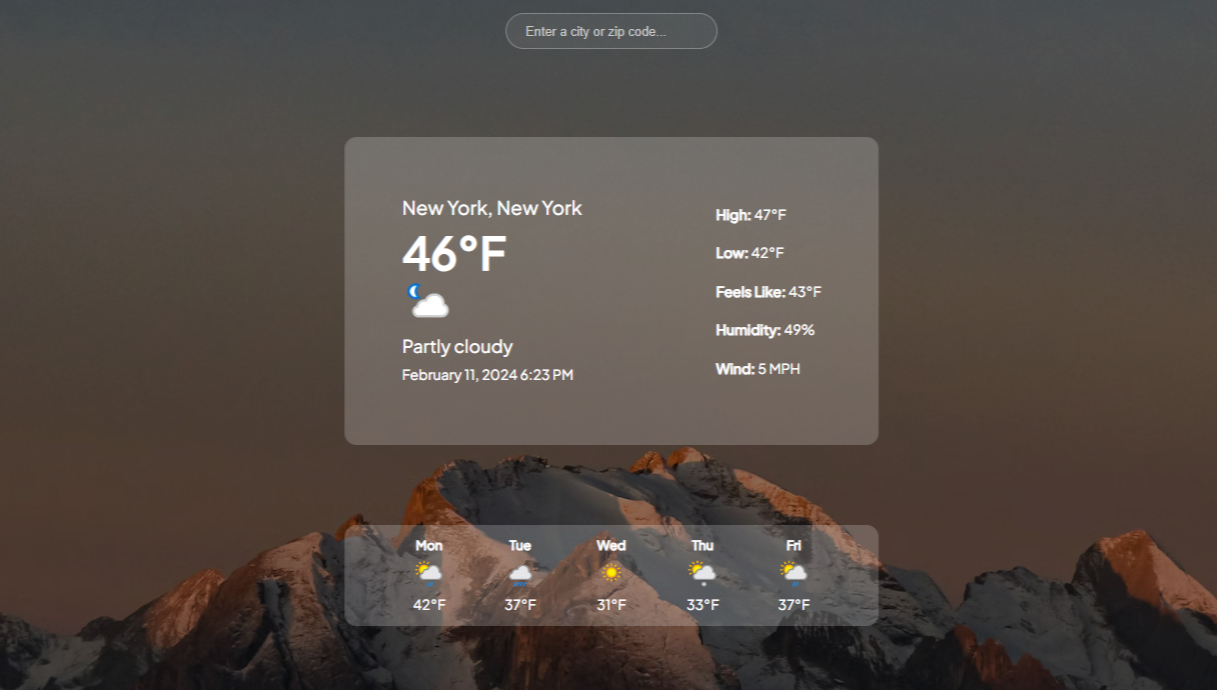 Enter a city or zip code...
New York, New York
46°F
Partly cloudy
February 11, 2024 6:23 PM
High: 47°F
Low: 42°F
Feels Like: 43°F
Humidity: 49%
Wind: 5 MPH
Mon Tue Wed Thu Fri
42°F 37°F 31°F 33°F 37°F